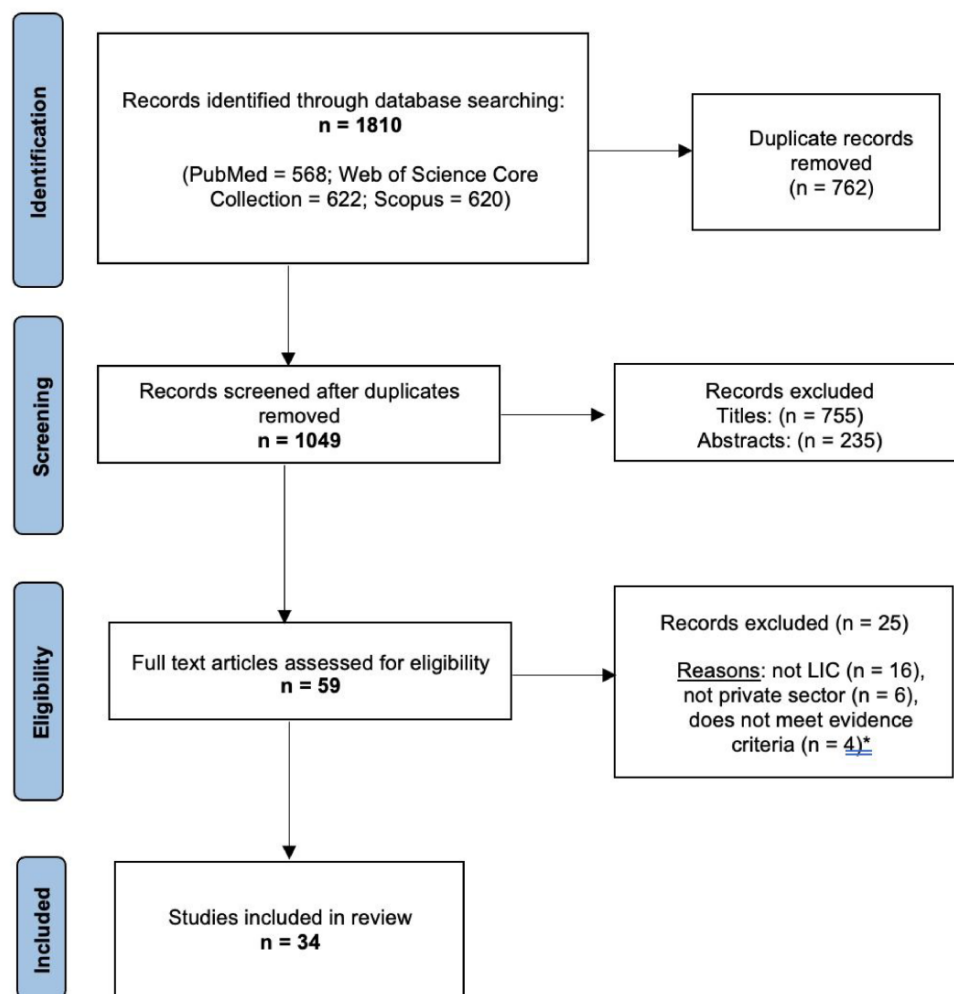 Identification
Records identified through database searching:
n = 1810
(PubMed = 568; Web of Science Core
Collection = 622; Scopus = 620)
Duplicate records
removed
(n = 762)
Screening
Records screened after duplicates
removed
n = 1049
Records excluded
Titles: (n = 755)
Abstracts: (n = 235)
Eligibility
Full text articles assessed for eligibility
n = 59
Records excluded (n = 25)
Reasons: not LIC (n = 16),
not private sector (n = 6),
does not meet evidence
criteria (n = 4)*
Included
Studies included in review
n = 34